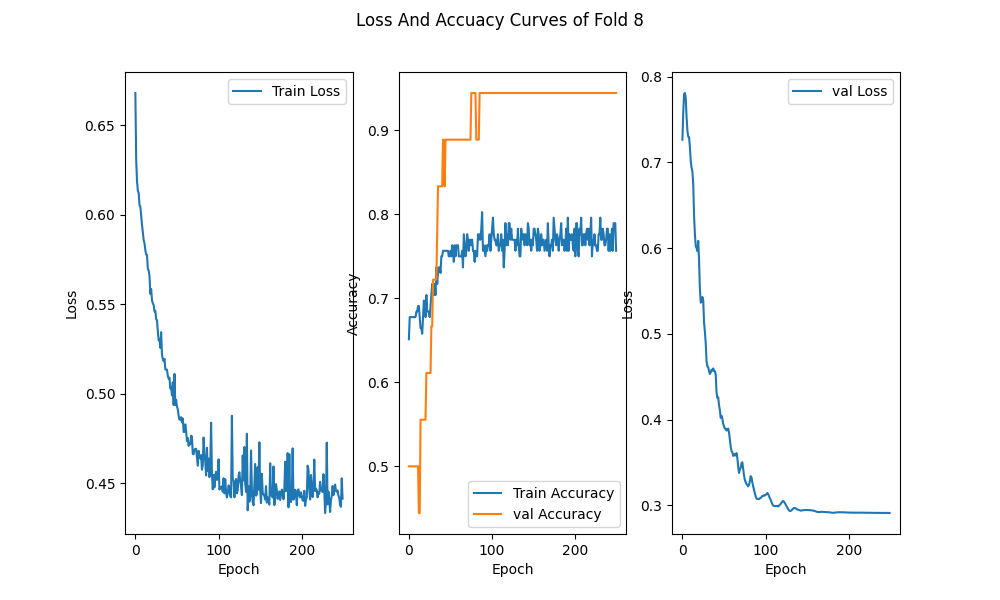 Loss And Accuacy Curves of Fold 8
Train Loss
0.65
0.60
0.55
0.50
0.45
Loss
0
100
200
Epoch
0.9
0.8
0.7
0.6
0.5
Accuracy
Train Accuracy
val Accuracy
0
100
200
Epoch
val Loss
0.8
0.7
0.6
0.5
0.4
0.3
Loss
0
100
200
Epoch